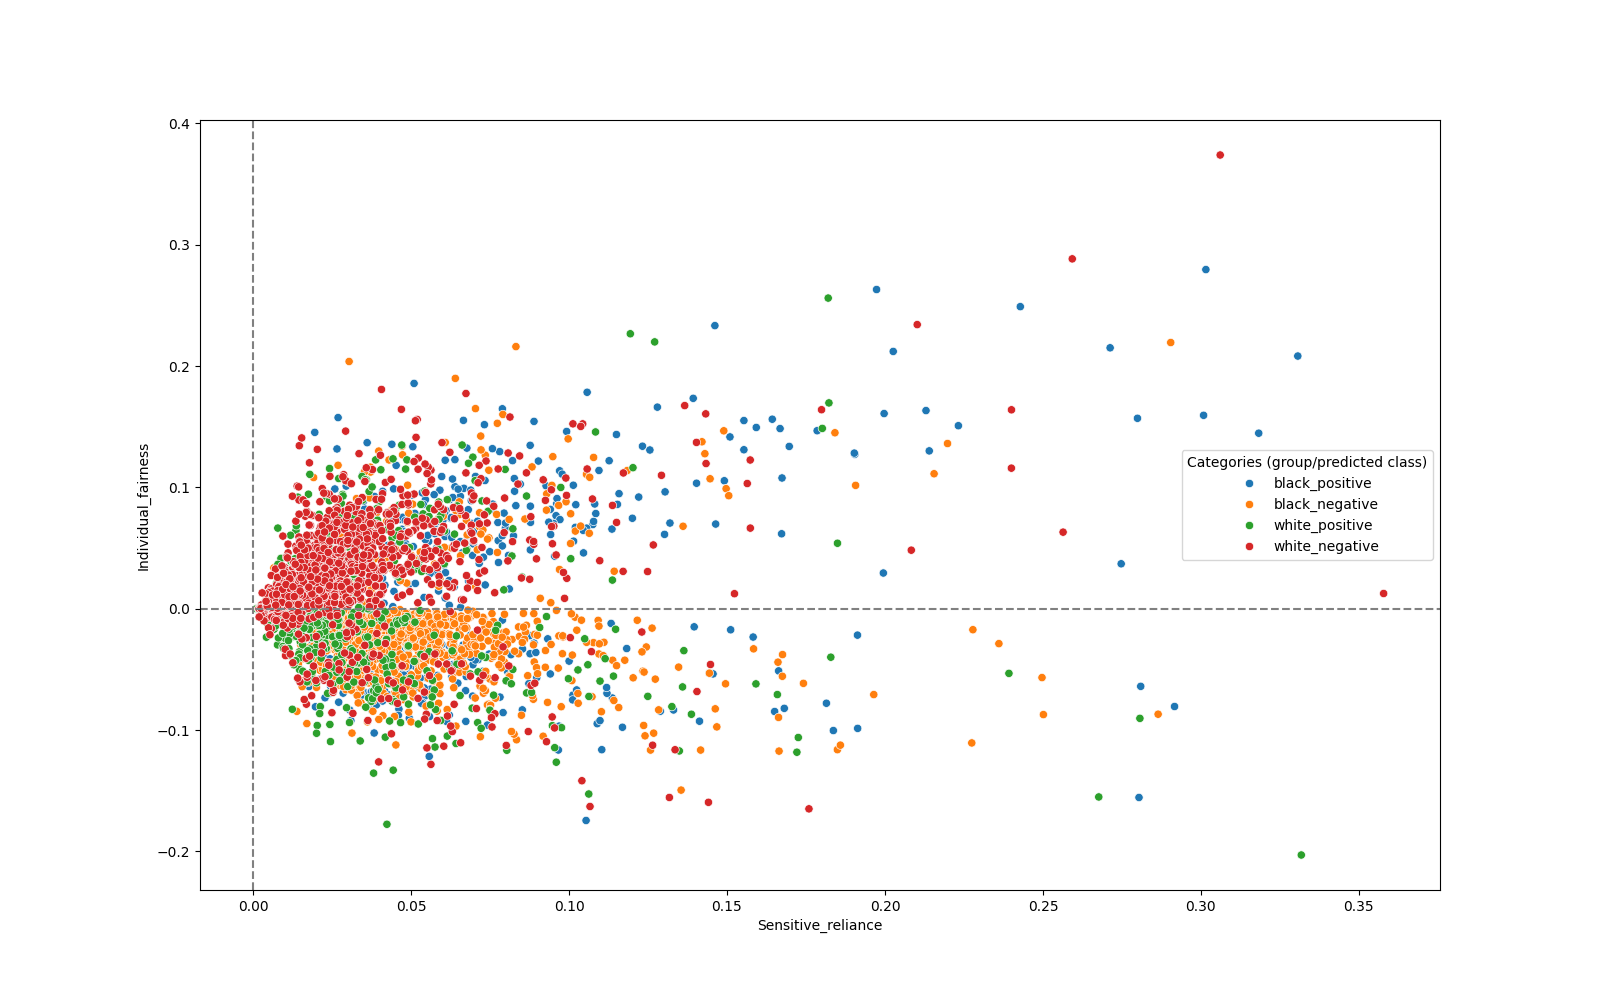 0.4
0.3
0.2
0.1
0.0
−0.1
−0.2
Individual_fairness
Categories (group/predicted class)
black_positive
black_negative
white_positive
white_negative
0.00 0.05 0.10 0.15 0.20 0.25 0.30 0.35
Sensitive_reliance